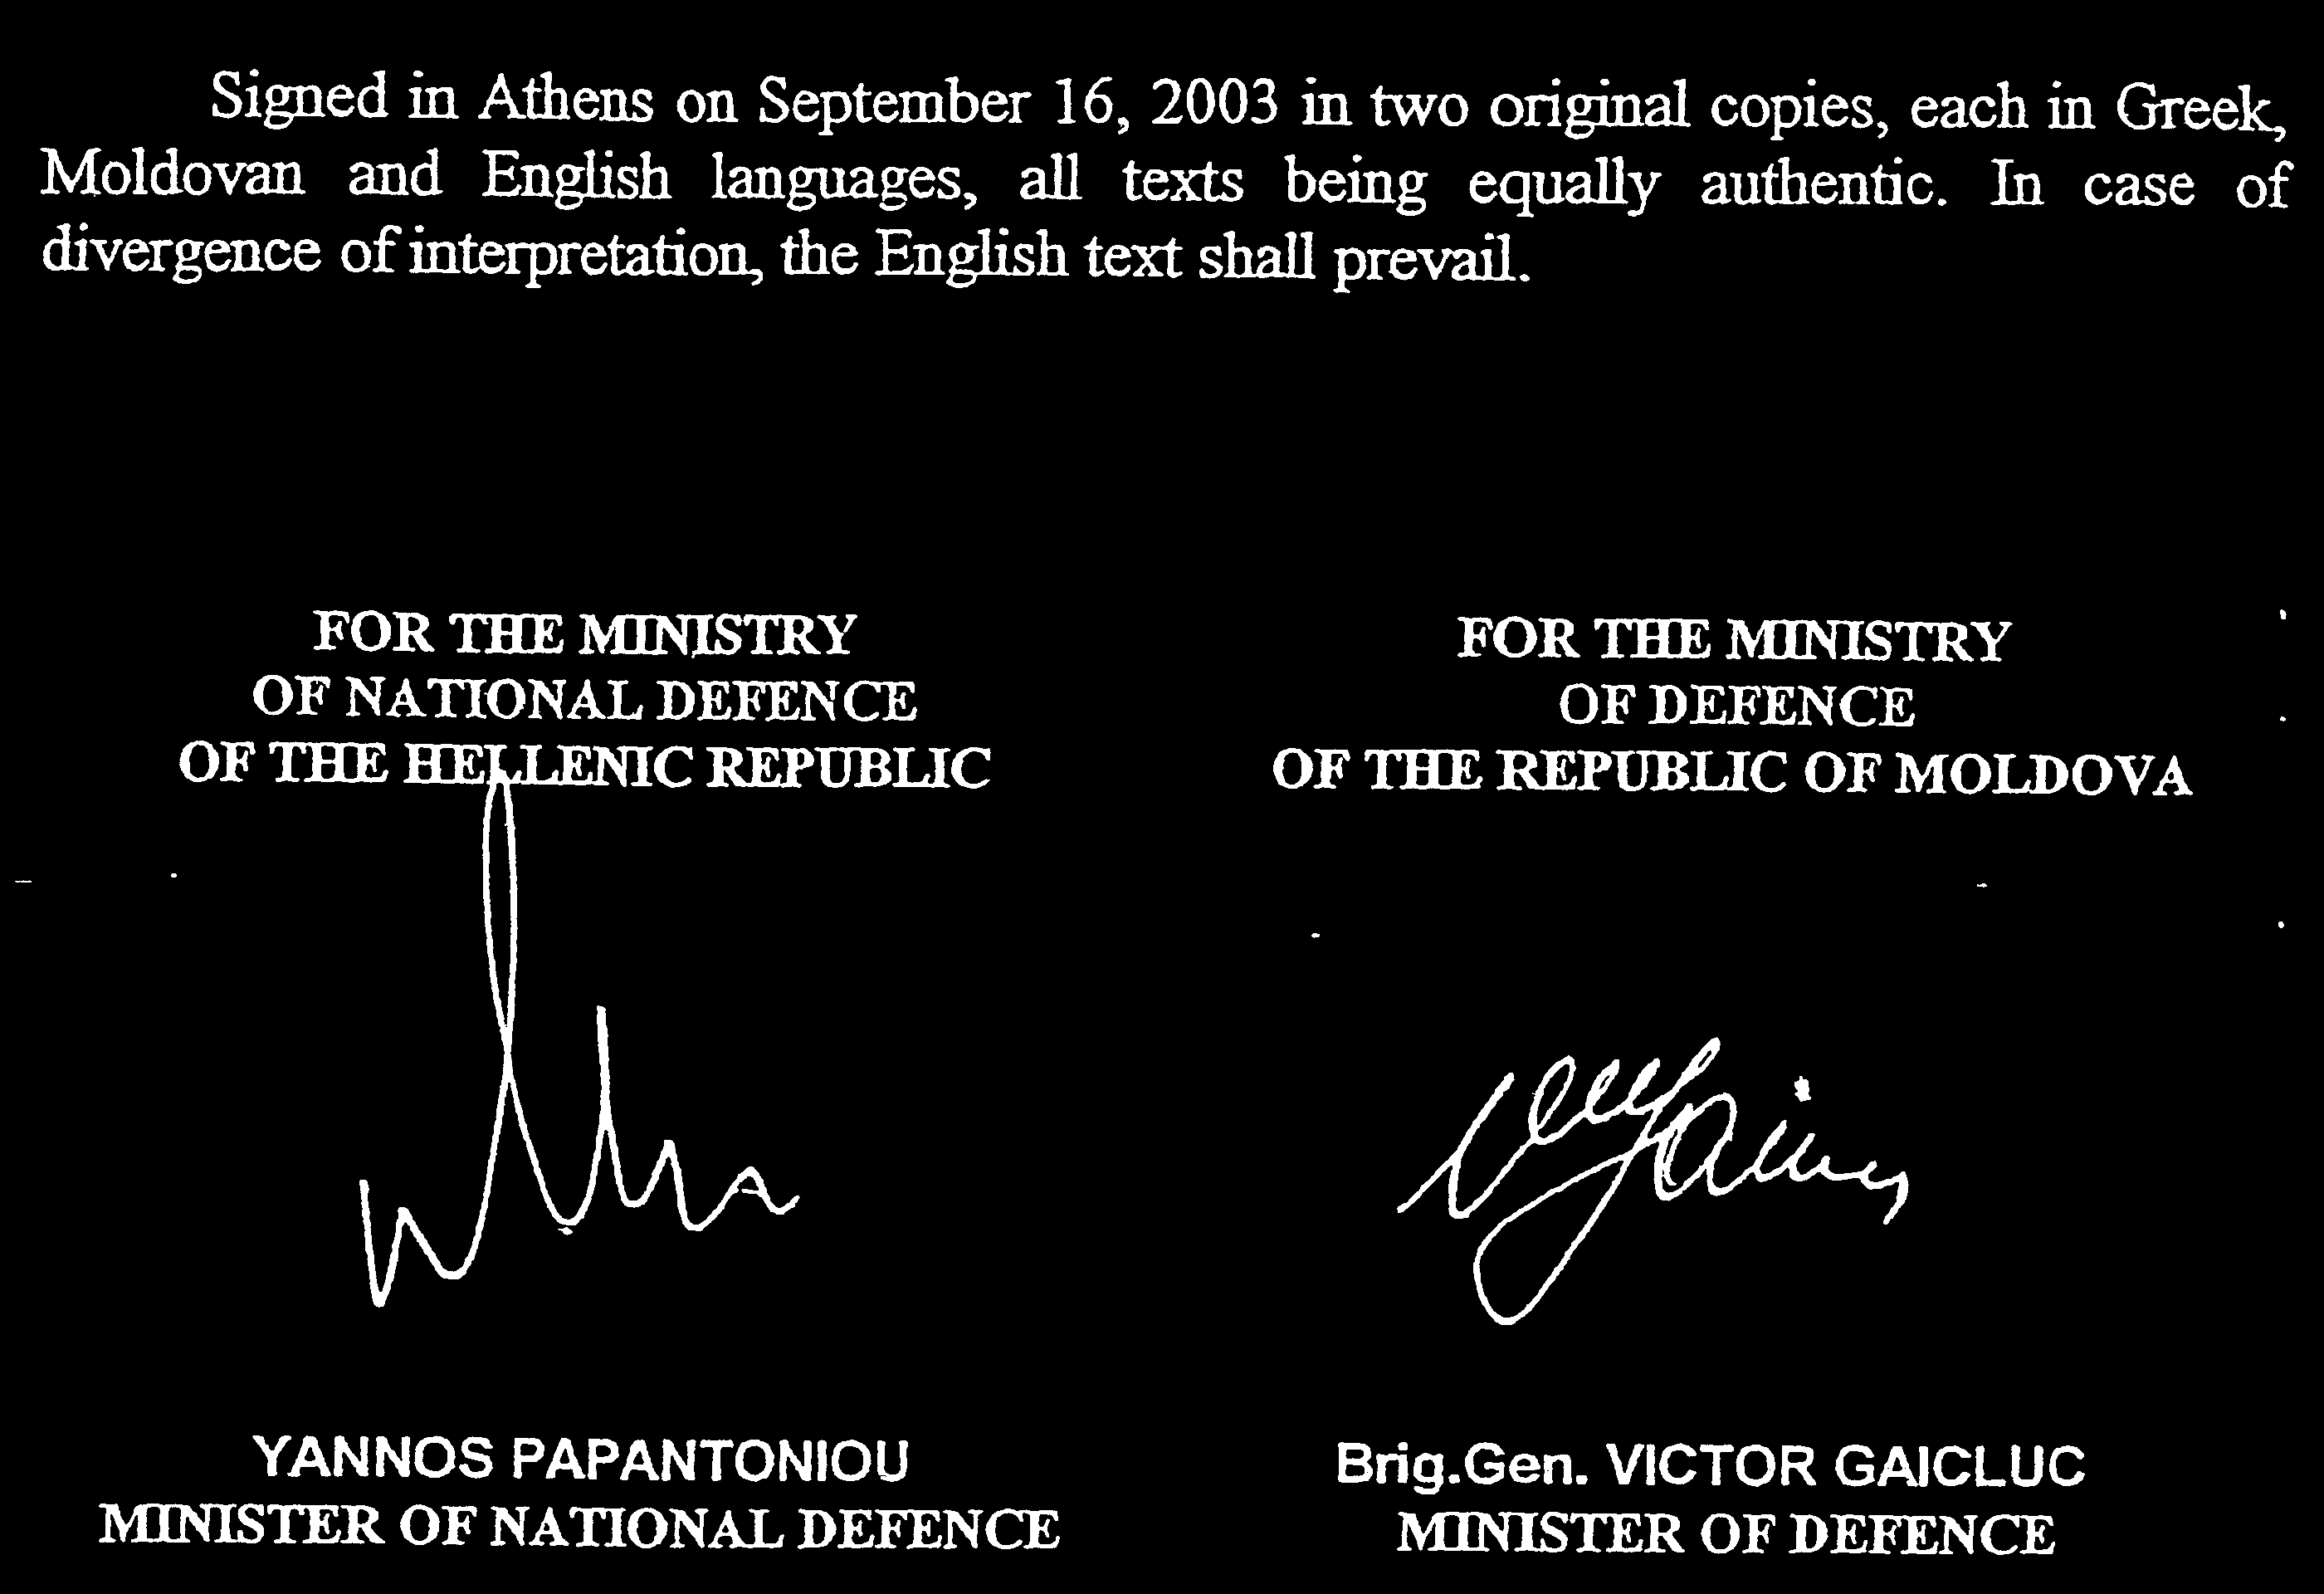 Signed in Athens on September 16, 2003 in two original copies, each in Greek,
Moldovan and English languages, all texts being equally authentic. In case of
divergence of interpretation, the English text shall prevail.
FOR THE MINISTRY
OF NATIONAL DEFENCE
OF THE HELLENIC REPUBLIC
FOR THE MINISTRY
OF DEFENCE
OF THE REPUBLIC OF MOLDOVA
YANNOS PAPANTONIOU
MINISTER OF NATIONAL DEFENCE
Brig.Gen. VICTOR GAICLUC
MINISTER OF DEFENCE